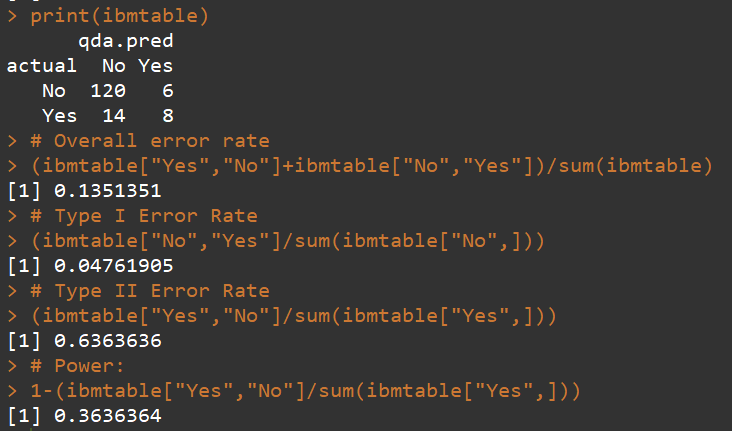 > print(ibmtable)
qda.pred
actual No Yes
No 120 6
Yes 14 8
> # Overall error rate
> (ibmtable["Yes","No"]+ibmtable["No","Yes"])/sum(ibmtable)
[1] 0.1351351
> # Type I Error Rate
> (ibmtable["No","Yes"]/sum(ibmtable["No",]))
[1] 0.04761905
> # Type II Error Rate
> (ibmtable["Yes","No"]/sum(ibmtable["Yes",]))
[1] 0.6363636
> # Power:
> 1-(ibmtable["Yes","No"]/sum(ibmtable["Yes",]))
[1] 0.3636364